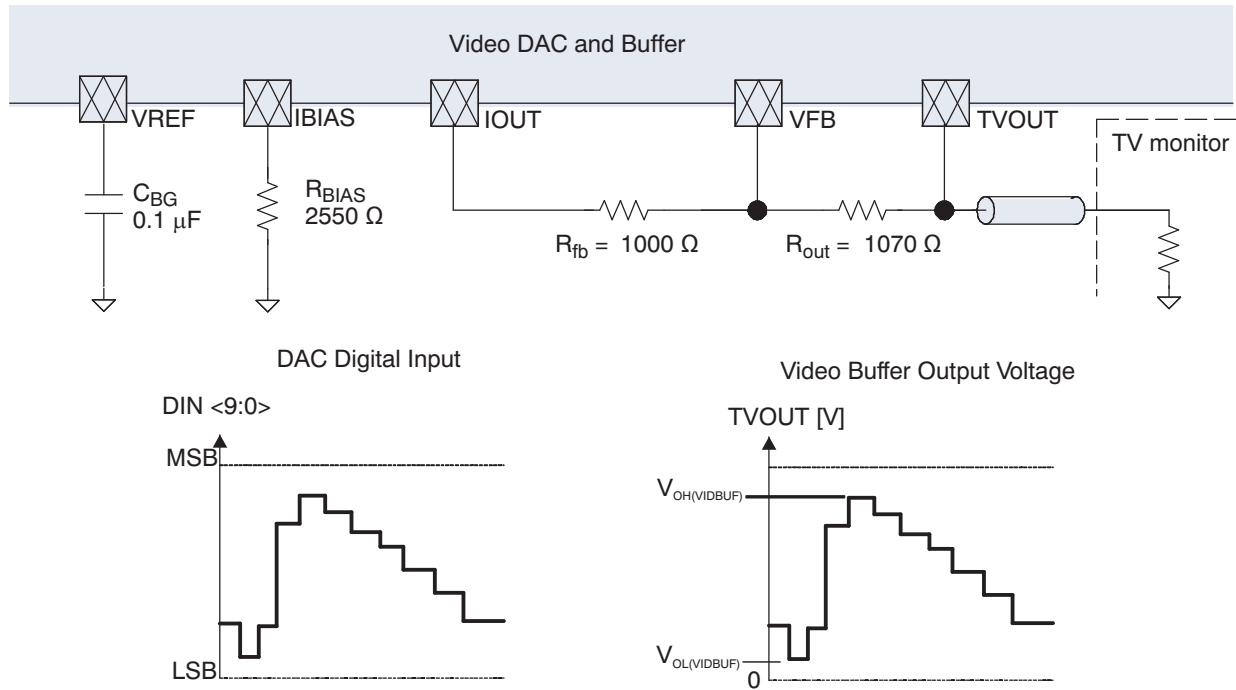 Video DAC and Buffer
VREF
IBIAS
IOUT
VFB
TVOUT
TV monitor
C_BG
0.1 μF
R_BIAS
2550 Ω
R_fb = 1000 Ω
R_out = 1070 Ω
DAC Digital Input
Video Buffer Output Voltage
DIN <9:0>
TVOUT [V]
MSB
V_OH(VIDBUF)
LSB
V_OL(VIDBUF)
0